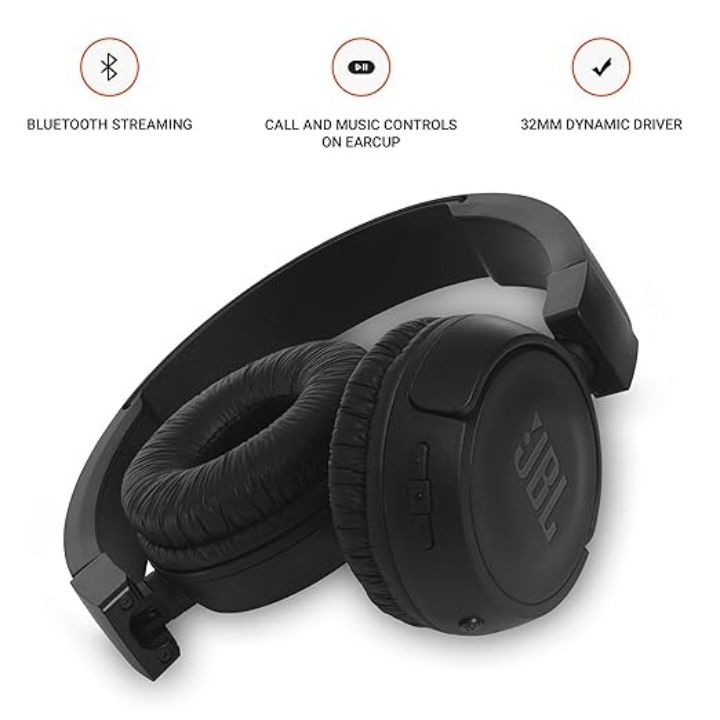 BLUETOOTH STREAMING
CALL AND MUSIC CONTROLS
ON EARCUP
32MM DYNAMIC DRIVER
JBL